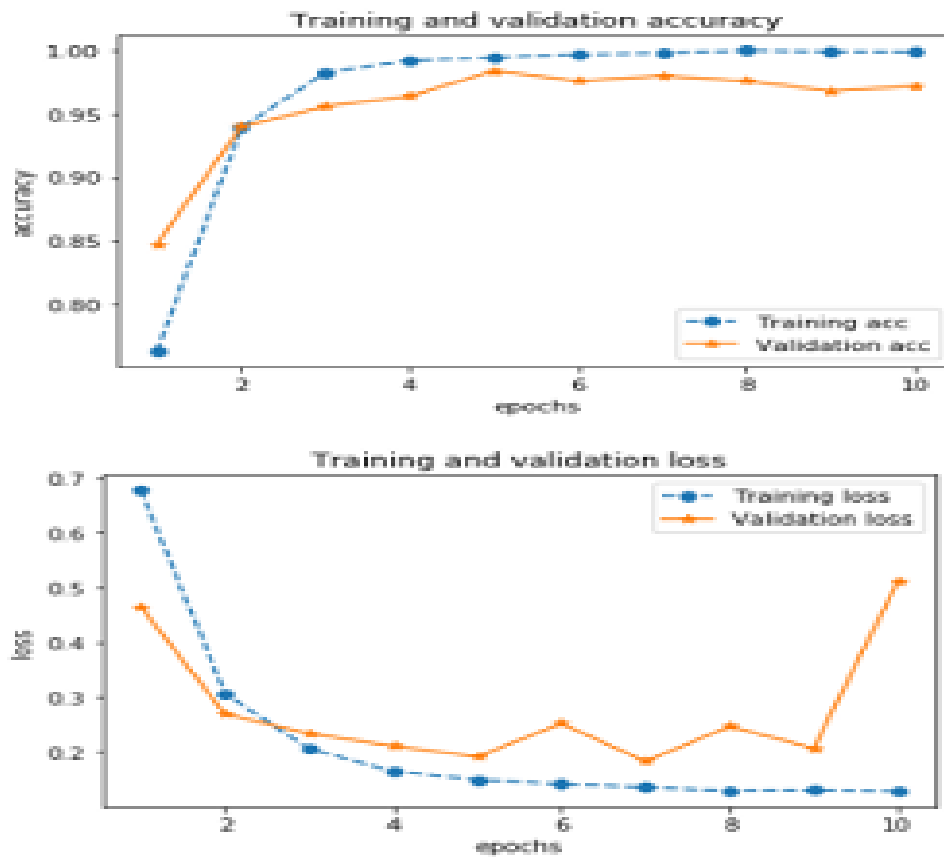 Training and validation accuracy
1.00
0.95
0.90
0.85
0.80
accuracy
Training acc
Validation acc
2 4 6 8 10
epochs
Training and validation loss
0.7
0.6
0.5
0.4
0.3
0.2
loss
Training loss
Validation loss
2 4 6 8 10
epochs